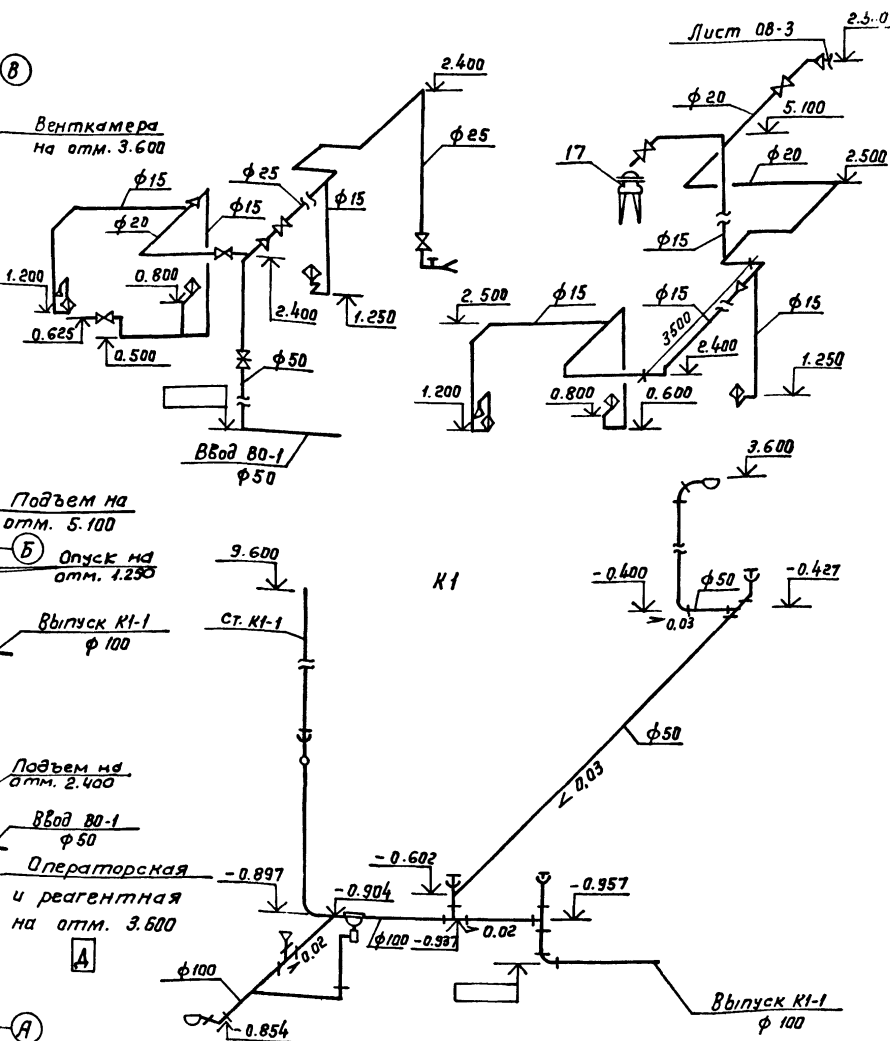 В
Венткамера
на отм. 3.600
ф15
ф20
ф25
ф15
ф15
2.400
ф25
1.200
0.625
0.800
0.500
2.400
1.250
ф50
Ввод В0-1
ф50
Лист ОВ-3
ф20
5.100
17
ф20
2.500
ф15
2.500
ф15
ф15
3500
ф15
2.400
1.250
1.200
0.800
0.600
Подъем на
отм. 5.100
Б
Опуск на
отм. 1.250
Выпуск К1-1
ф 100
9.600
Ст. К1-1
К1
3.600
-0.400
ф50
-0.427
0.03
ф50
0.03
Подъем на
отм. 2.400
Ввод В0-1
ф50
Операторская
и реагентная
на отм. 3.600
Д
А
-0.897
-0.904
-0.602
-0.957
0.02
ф100
-0.937
0.02
ф100
-0.854
Выпуск К1-1
ф 100